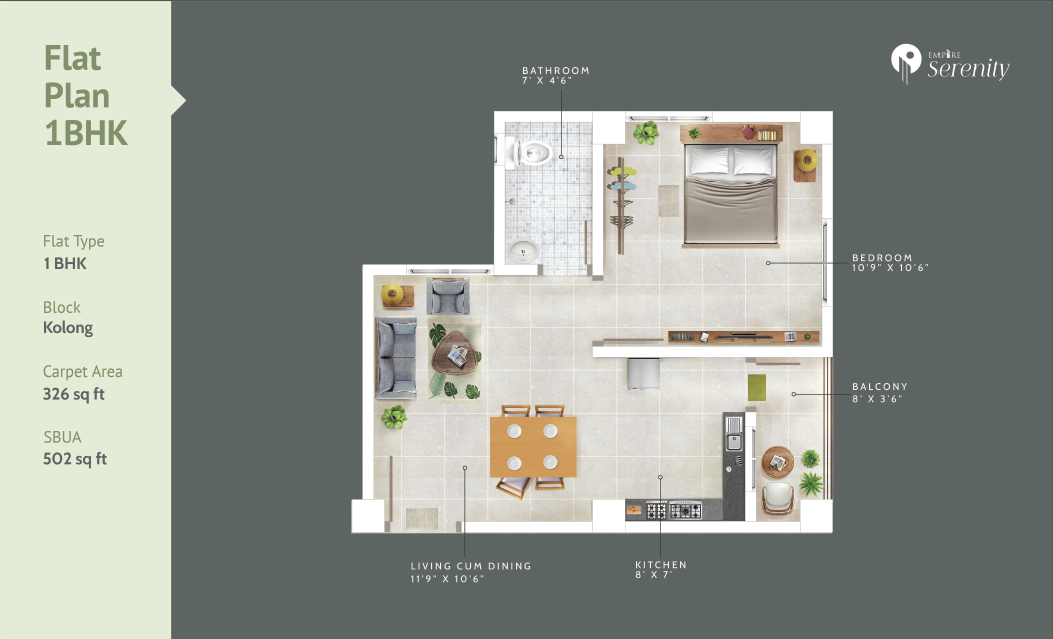 Flat
Plan
1BHK
Flat Type
1 BHK
Block
Kolong
Carpet Area
326 sq ft
SBUA
502 sq ft
EMPIRE
Serenity
BATHROOM
7' X 4'6"
BEDROOM
10'9" X 10'6"
BALCONY
8' X 3'6"
LIVING CUM DINING
11'9" X 10'6"
KITCHEN
8' X 7'